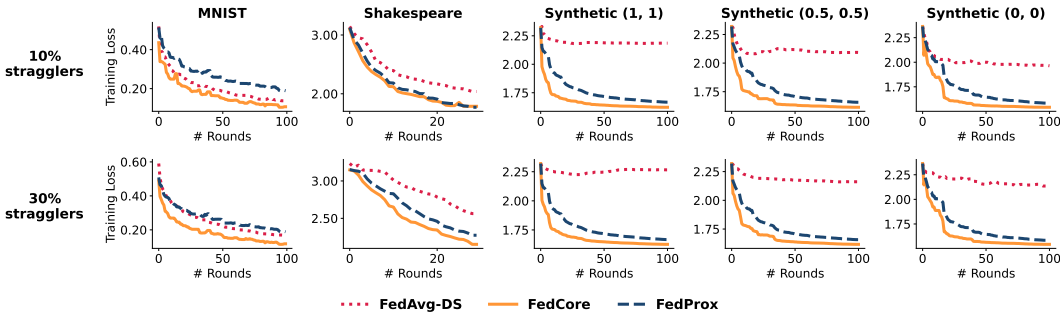 MNIST
Shakespeare
Synthetic (1, 1)
Synthetic (0.5, 0.5)
Synthetic (0, 0)
10%
stragglers
Training Loss
0.40
0.20
0
50
100
# Rounds
3.00
2.00
0
20
# Rounds
2.25
2.00
1.75
0
50
100
# Rounds
2.25
2.00
1.75
0
50
100
# Rounds
2.25
2.00
1.75
0
50
100
# Rounds
30%
stragglers
Training Loss
0.60
0.40
0.20
0
50
100
# Rounds
3.00
2.50
0
20
# Rounds
2.25
2.00
1.75
0
50
100
# Rounds
2.25
2.00
1.75
0
50
100
# Rounds
2.25
2.00
1.75
0
50
100
# Rounds
FedAvg-DS
FedCore
FedProx